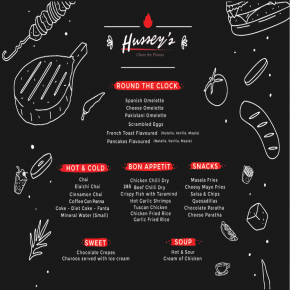 Hussey's
ROUND THE CLOCK
Spanish Omelette
Cheese Omelette
Pakistani Omelette
Scrambled Eggs
French Toast Flavoured (Nutella, Vanilla, Maple)
Pancakes Flavoured (Nutella, Vanilla, Maple)
HOT & COLD
Chai
Elaichi Chai
Cinnamon Chai
Coffee Can Panna
Coke - Diet Coke - Fanta
Mineral Water (Small)
BON APPETIT
Chicken Chilli Dry
Beef Chilli Dry
Crispy Fish with Taramind
Hot Garlic Shrimps
Tuscan Chicken
Chicken Fried Rice
Garlic Fried Rice
SNACKS
Masala Fries
Cheesy Mayo Fries
Salsa & Chips
Quesadillas
Chocolate Paratha
Cheese Paratha
SWEET
Chocolate Crepes
Churros served with ice cream
SOUP
Hot & Sour
Cream of Chicken